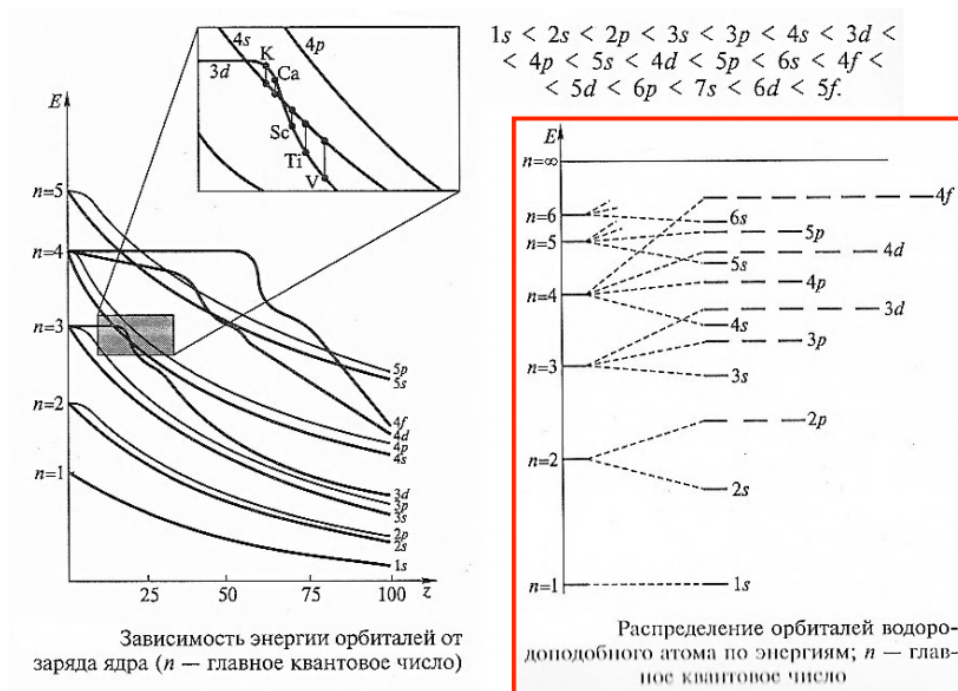 1s < 2s < 2p < 3s < 3p < 4s < 3d <
< 4p < 5s < 4d < 5p < 6s < 4f <
< 5d < 6p < 7s < 6d < 5f.
4s
4p
3d
K
Ca
Sc
Ti
V
E
n=5
n=4
n=3
n=2
n=1
5p
5s
4f
4d
4p
4s
3d
3p
3s
2p
2s
1s
25
50
75
100
z
Зависимость энергии орбиталей от
заряда ядра (n — главное квантовое число)
E
n=∞
4f
n=6
6s
5p
n=5
4d
5s
4p
n=4
3d
4s
3p
n=3
3s
2p
n=2
2s
n=1
1s
Распределение орбиталей водоро-
доподобного атома по энергиям; n — глав-
ное квантовое число